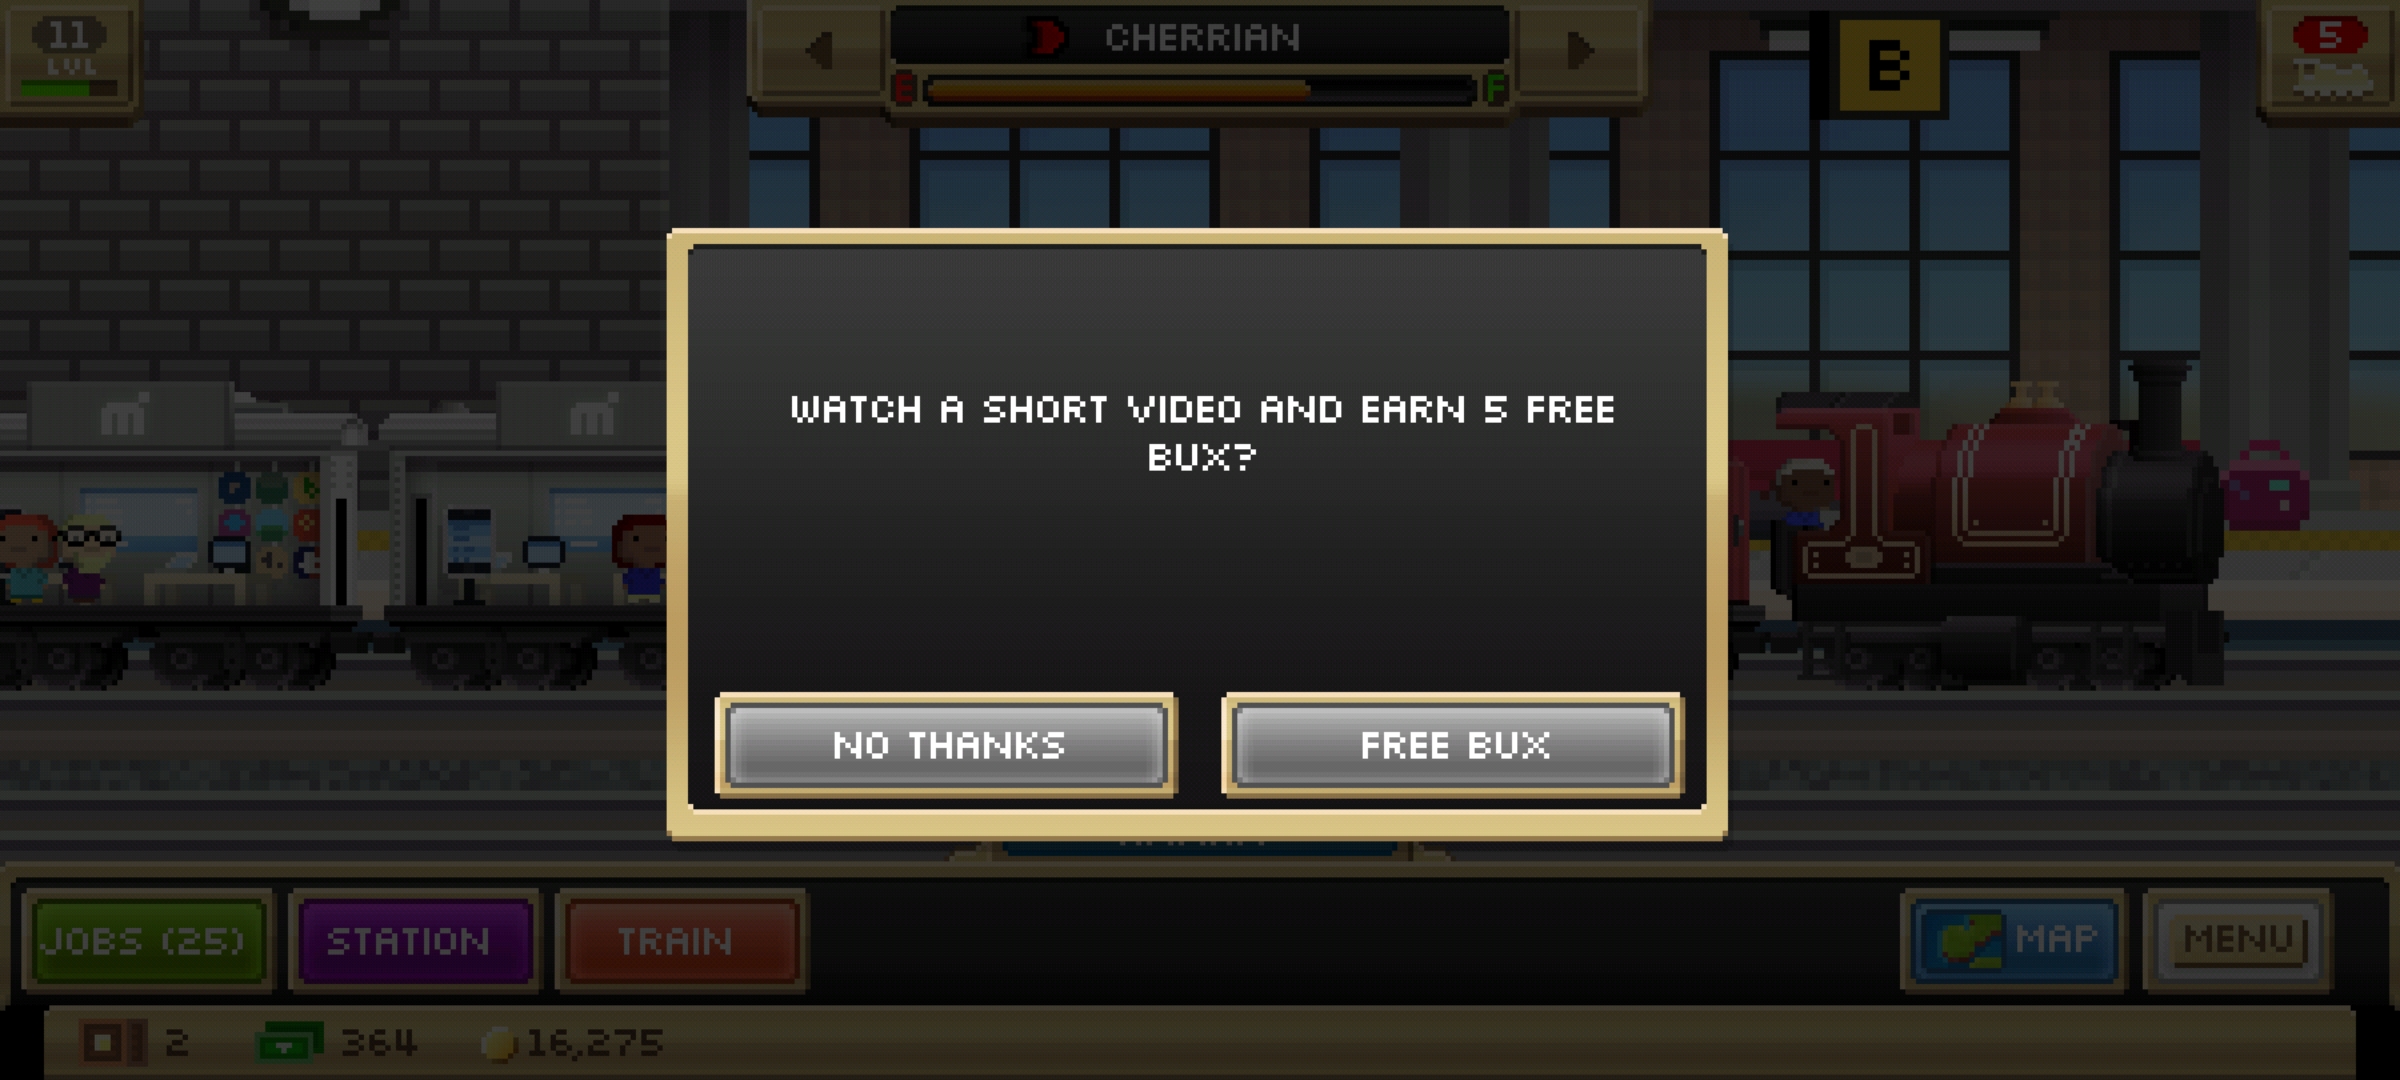 11
LVL
CHERRIAN
E
F
B
5
WATCH A SHORT VIDEO AND EARN 5 FREE
BUX?
NO THANKS
FREE BUX
JOBS (25)
STATION
TRAIN
MAP
MENU
2
364
16,275